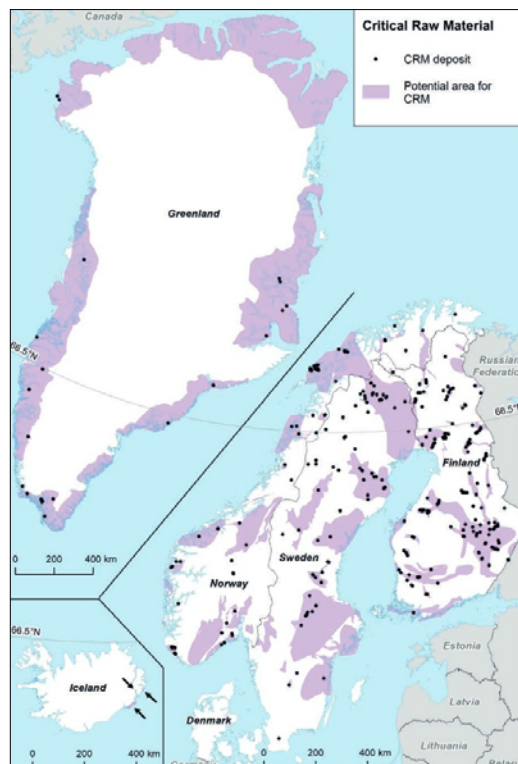 Canada
Critical Raw Material
CRM deposit
Potential area for
CRM
Greenland
66.5°N
Russian
Federation
66.5°N
Finland
Sweden
Norway
0 200 400 km
66.5°N
Iceland
Estonia
Latvia
Denmark
Lithuania
0 200 400 km
0 200 400 km